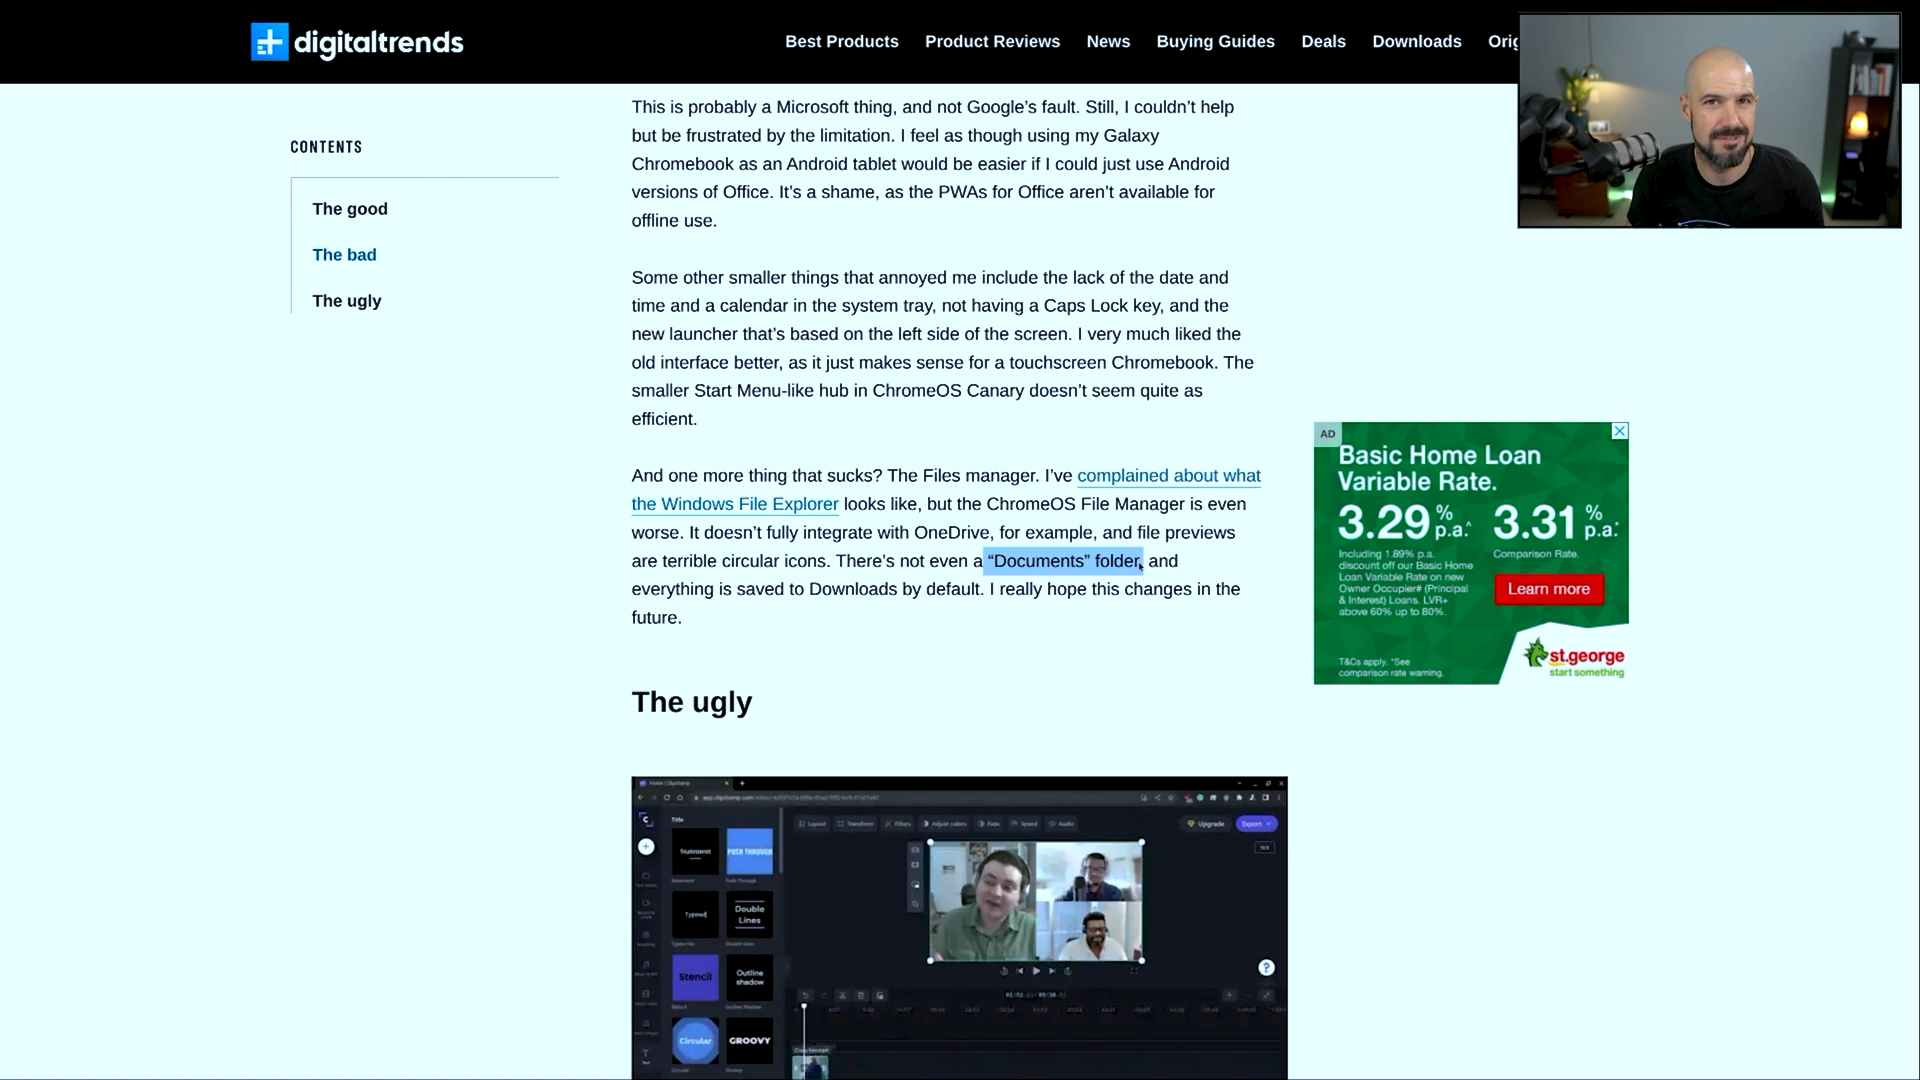 digitaltrends
Best Products
Product Reviews
News
Buying Guides
Deals
Downloads
CONTENTS
The good
The bad
The ugly
This is probably a Microsoft thing, and not Google’s fault. Still, I couldn’t help
but be frustrated by the limitation. I feel as though using my Galaxy
Chromebook as an Android tablet would be easier if I could just use Android
versions of Office. It’s a shame, as the PWAs for Office aren’t available for
offline use.
Some other smaller things that annoyed me include the lack of the date and
time and a calendar in the system tray, not having a Caps Lock key, and the
new launcher that’s based on the left side of the screen. I very much liked the
old interface better, as it just makes sense for a touchscreen Chromebook. The
smaller Start Menu-like hub in ChromeOS Canary doesn’t seem quite as
efficient.
And one more thing that sucks? The Files manager. I’ve complained about what
the Windows File Explorer looks like, but the ChromeOS File Manager is even
worse. It doesn’t fully integrate with OneDrive, for example, and file previews
are terrible circular icons. There’s not even a “Documents” folder, and
everything is saved to Downloads by default. I really hope this changes in the
future.
The ugly
AD
Basic Home Loan
Variable Rate.
3.29 % p.a.^
3.31 % p.a.*
Including 1.89% p.a.
discount off our Basic Home
Loan Variable Rate on new
Owner Occupier# (Principal
& Interest) Loans. LVR+
above 60% up to 80%.
Comparison Rate.
Learn more
T&Cs apply. *See
comparison rate warning.
st.george
start something
Title
Layout
Transform
Filters
Adjust colors
Fade
Speed
Audio
Upgrade
Export
Statement
PUSH THROUGH
Double
Lines
Stencil
Outline
shadow
Circular
GROOVY
?